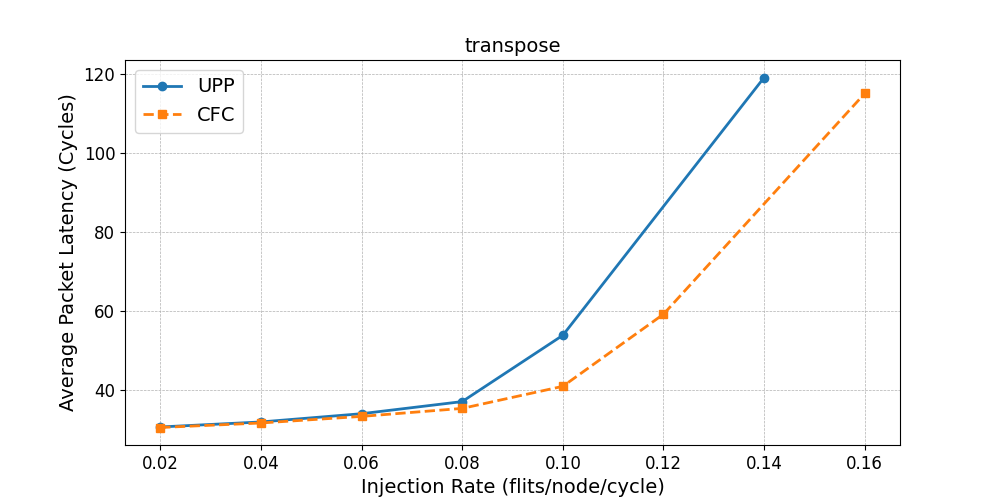 transpose
UPP
CFC
Average Packet Latency (Cycles)
120
100
80
60
40
0.02 0.04 0.06 0.08 0.10 0.12 0.14 0.16
Injection Rate (flits/node/cycle)